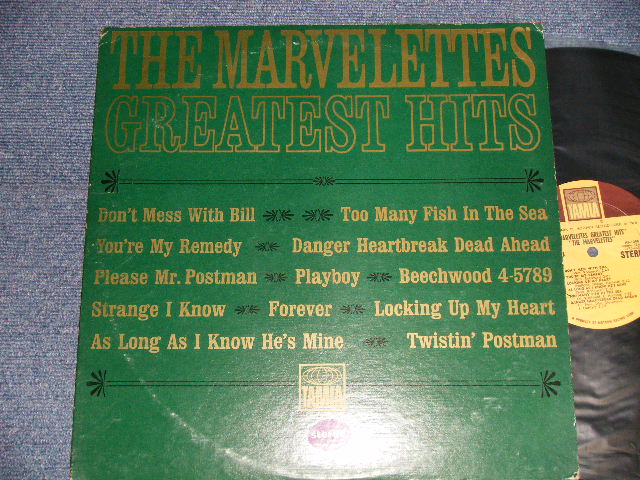 THE MARVELETTES
GREATEST HITS
Don't Mess With Bill Too Many Fish In The Sea
You're My Remedy Danger Heartbreak Dead Ahead
Please Mr. Postman Playboy Beechwood 4-5789
Strange I Know Forever Locking Up My Heart
As Long As I Know He's Mine Twistin' Postman
TAMLA
STEREO
TAMLA
MARVELETTES GREATEST HITS
THE MARVELETTES
STEREO